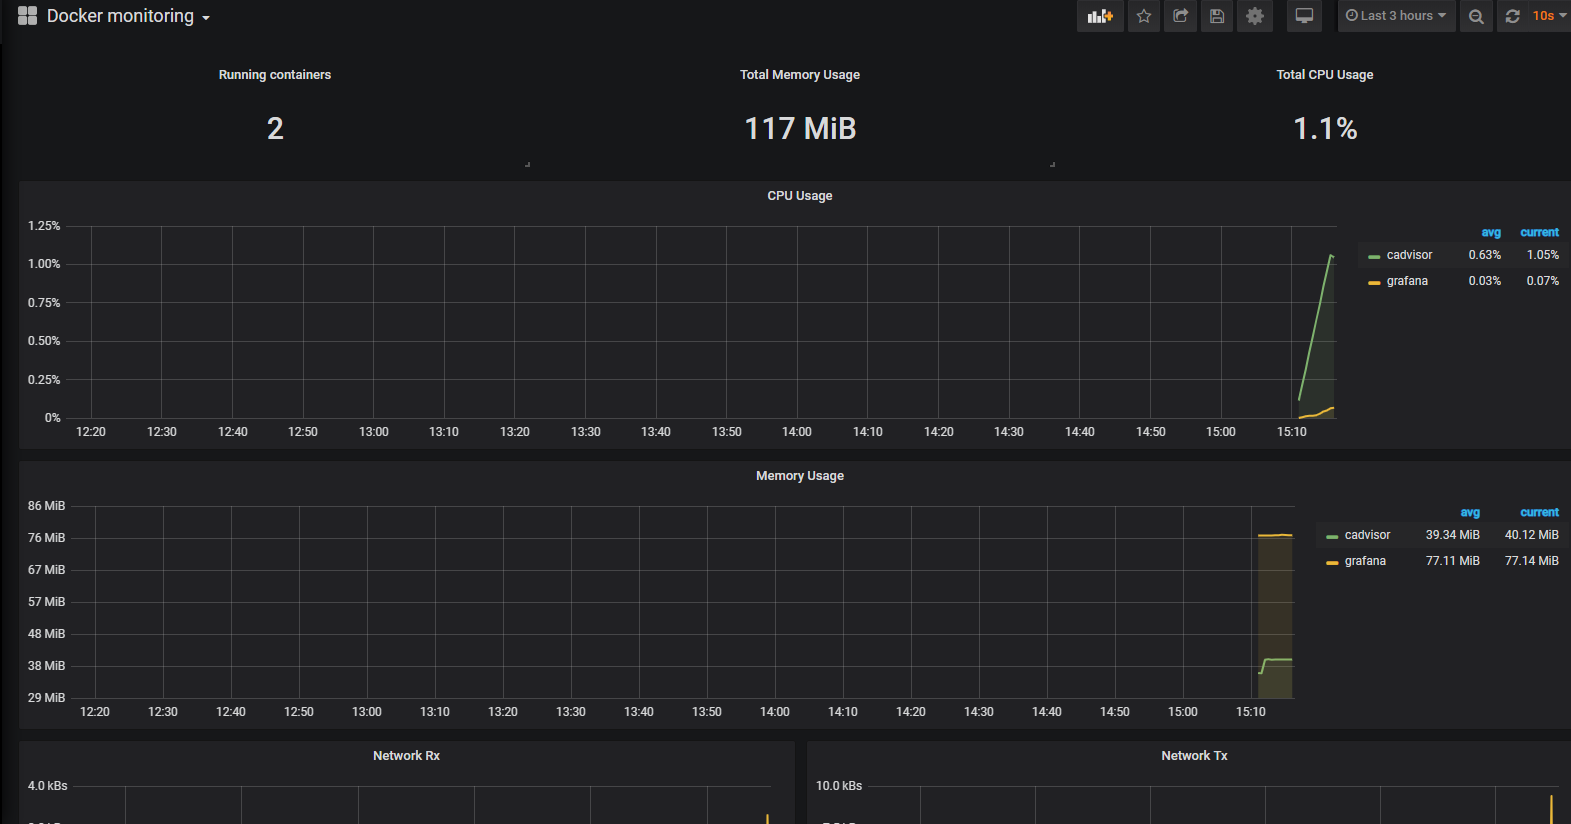 Docker monitoring
Last 3 hours
10s
Running containers
Total Memory Usage
Total CPU Usage
2
117 MiB
1.1%
CPU Usage
1.25%
1.00%
0.75%
0.50%
0.25%
0%
12:20 12:30 12:40 12:50 13:00 13:10 13:20 13:30 13:40 13:50 14:00 14:10 14:20 14:30 14:40 14:50 15:00 15:10
avg current
cadvisor 0.63% 1.05%
grafana 0.03% 0.07%
Memory Usage
86 MiB
76 MiB
67 MiB
57 MiB
48 MiB
38 MiB
29 MiB
12:20 12:30 12:40 12:50 13:00 13:10 13:20 13:30 13:40 13:50 14:00 14:10 14:20 14:30 14:40 14:50 15:00 15:10
avg current
cadvisor 39.34 MiB 40.12 MiB
grafana 77.11 MiB 77.14 MiB
Network Rx
4.0 kBs
Network Tx
10.0 kBs